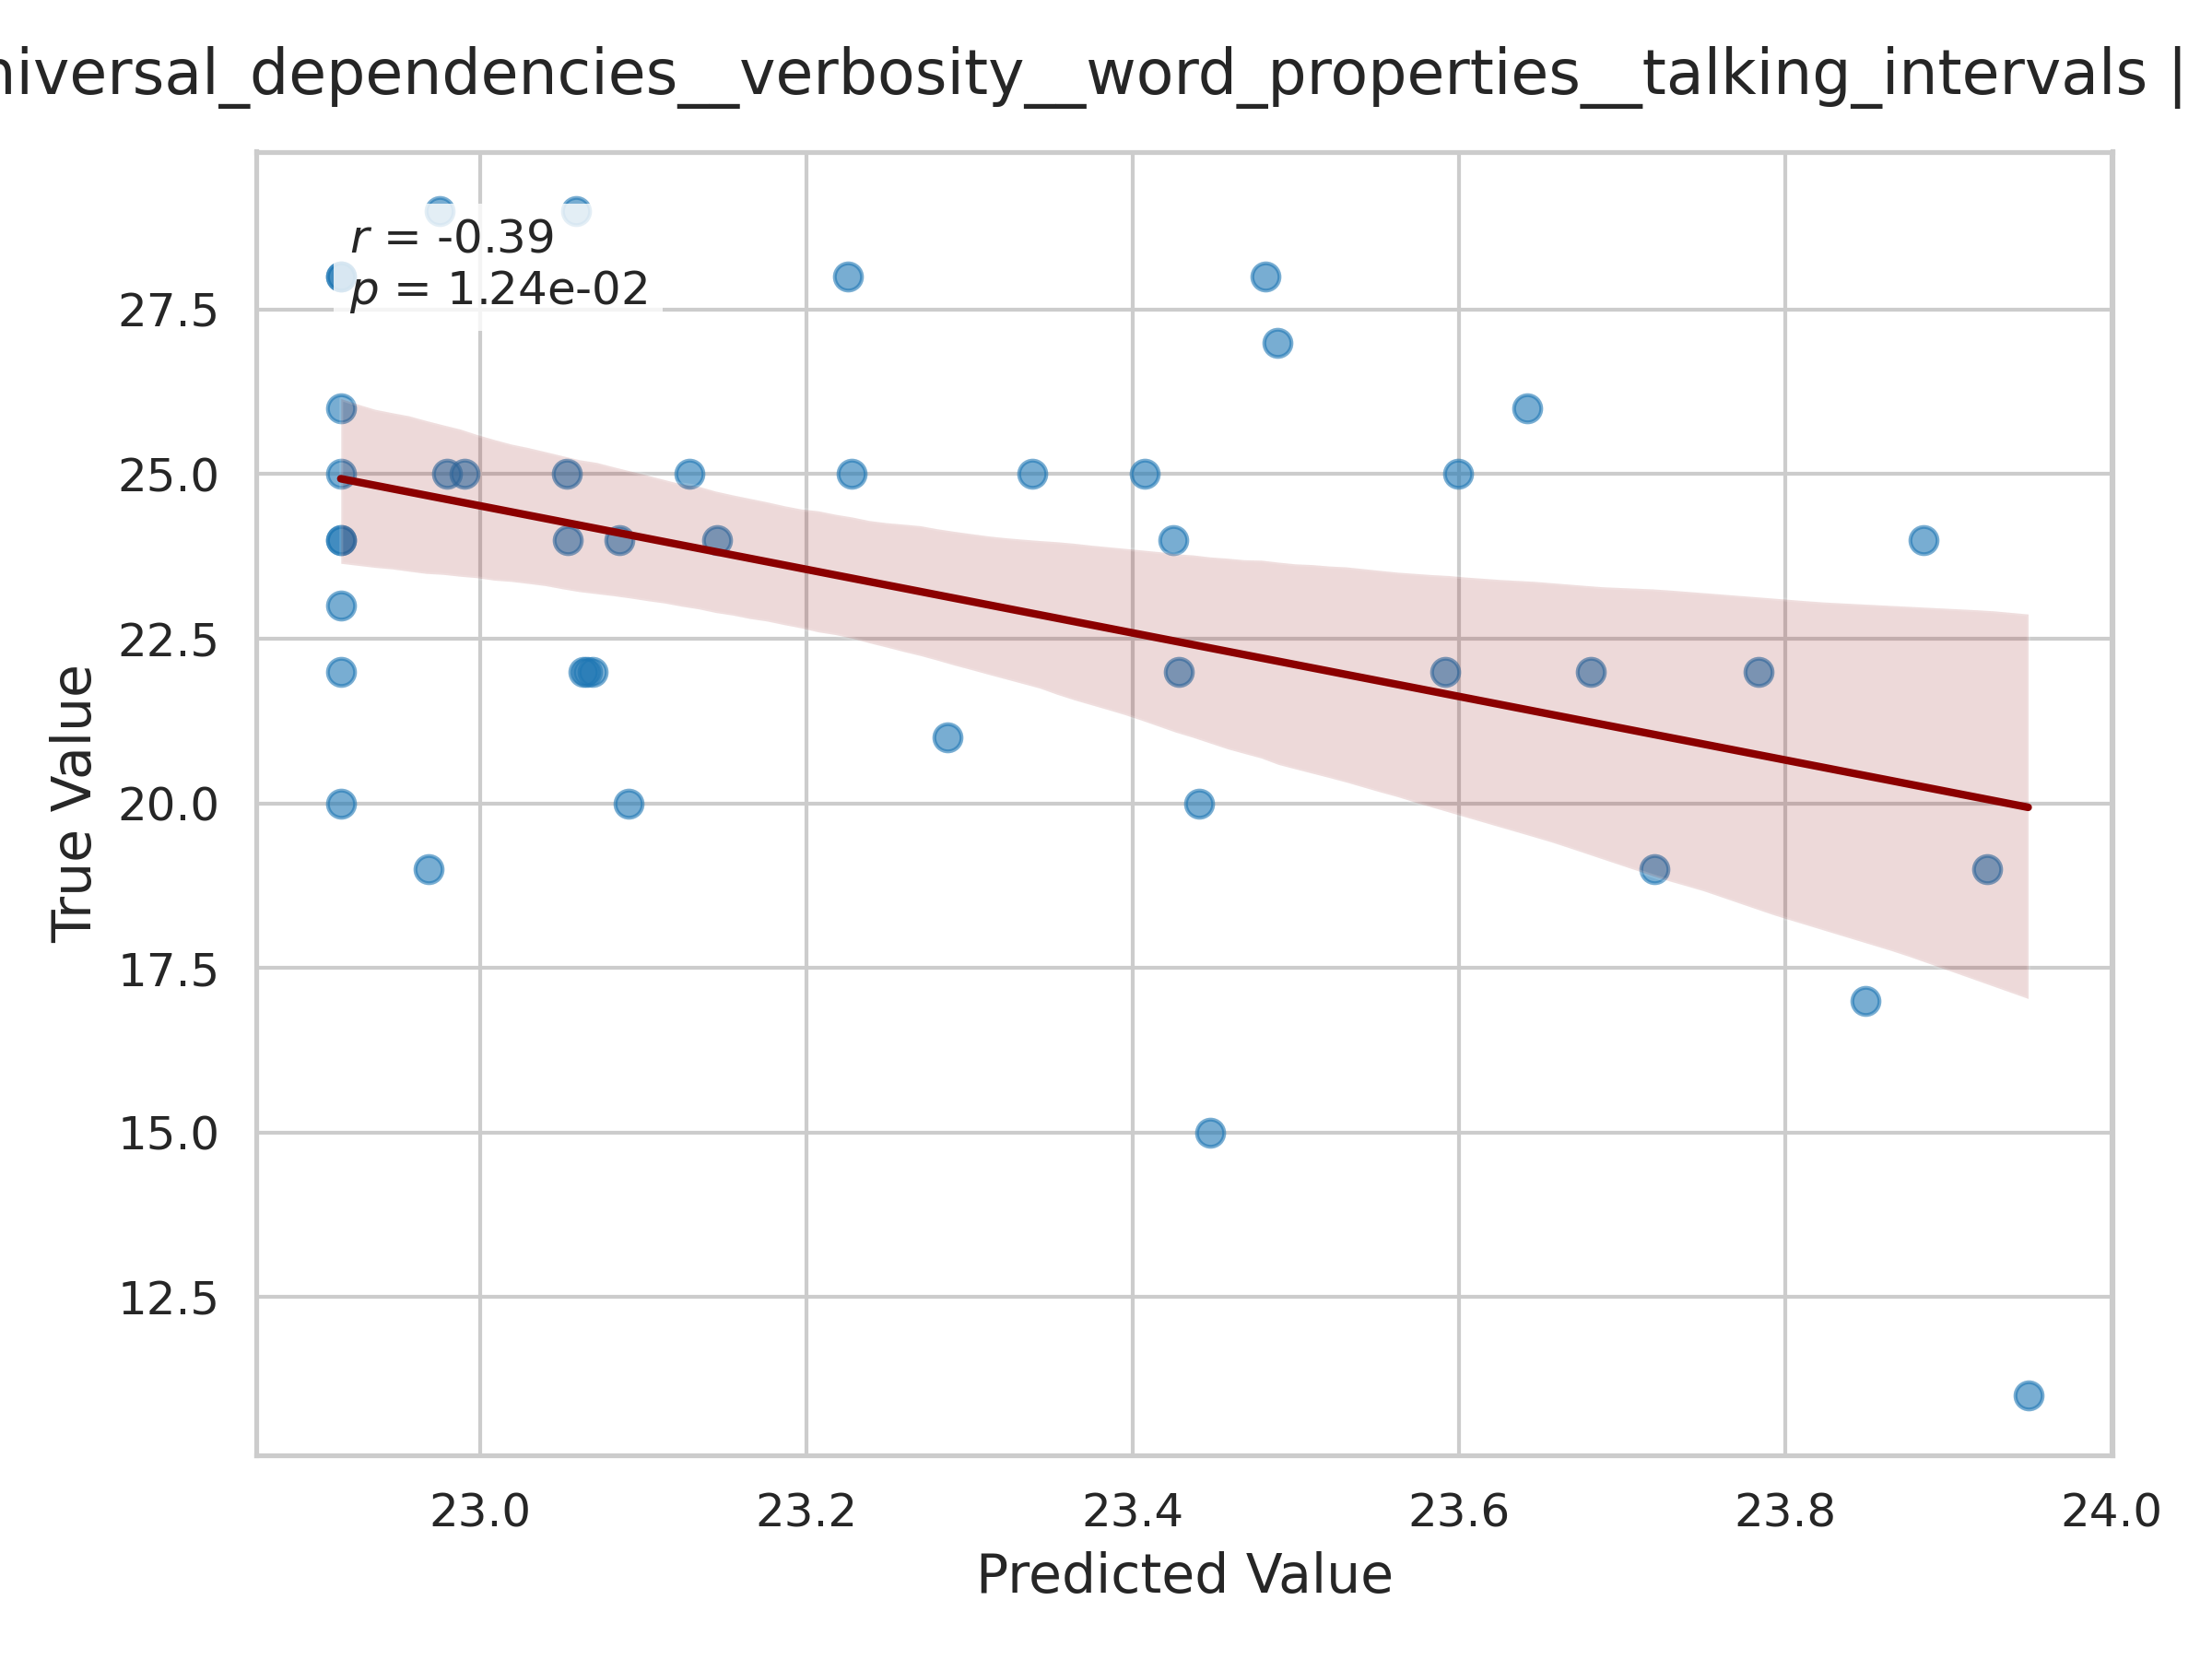 niversal_dependencies__verbosity__word_properties__talking_intervals |
r = -0.39
p = 1.24e-02
27.5
25.0
22.5
20.0
17.5
15.0
12.5
True Value
23.0 23.2 23.4 23.6 23.8 24.0
Predicted Value